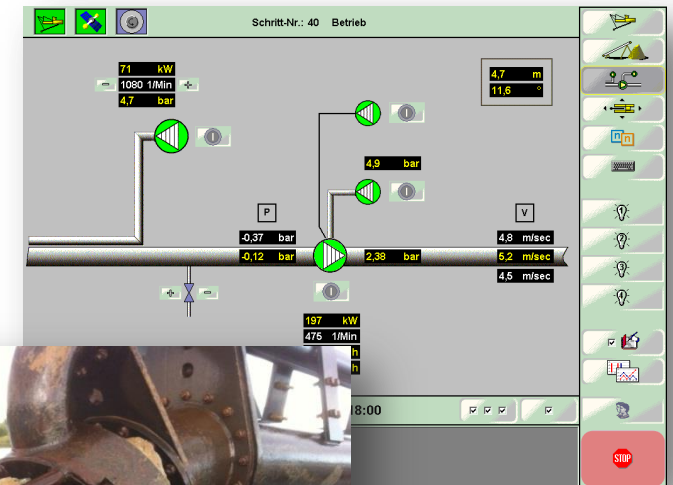 Schritt-Nr.: 40 Betrieb
71 kW
1080 1/Min
4,7 bar
4,7 m
11,6 °
4,9 bar
P
V
-0,37 bar
4,8 m/sec
-0,12 bar
2,38 bar
5,2 m/sec
4,5 m/sec
197 kW
475 1/Min
h
h
18:00
STOP